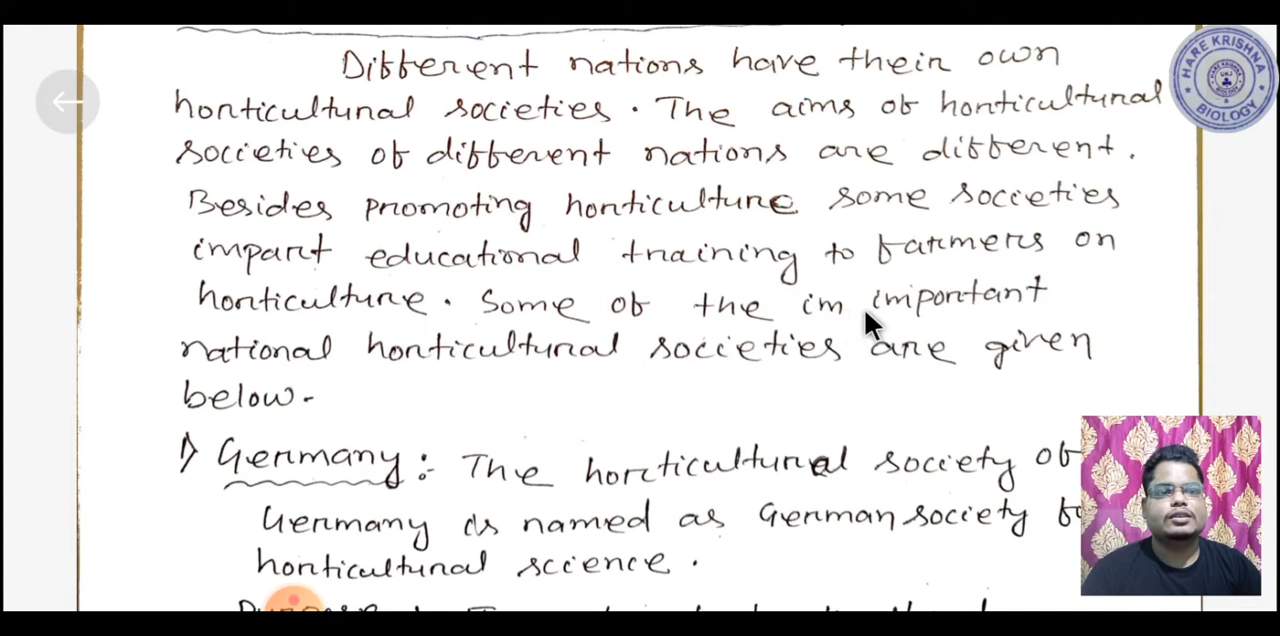 Different nations have their own
horticultural societies. The aims of horticultural
societies of different nations are different.
Besides promoting horticulture some societies
impart educational training to farmers on
horticulture. Some of the im important
national horticultural societies are given
below-
1) Germany:- The horticultural society of
Germany is named as German society
horticultural science.
HARE KRISHNA
BIOLOGY